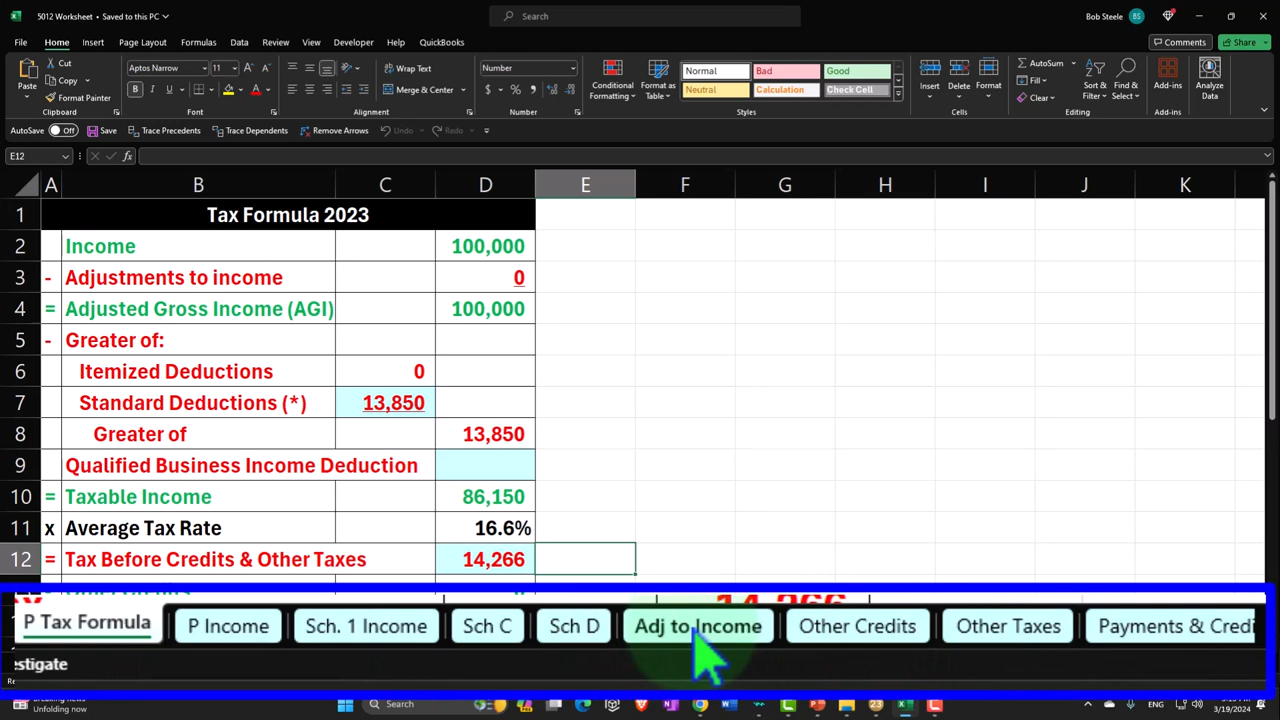 5012 Worksheet • Saved to this PC
Search
Bob Steele BS
File Home Insert Page Layout Formulas Data Review View Developer Help QuickBooks
Comments Share
Paste Cut Copy Format Painter
Clipboard
Aptos Narrow 11
B I U
Font
Wrap Text
Merge & Center
Alignment
Number
$ %
Number
Conditional Formatting Format as Table
Normal Bad Good
Neutral Calculation Check Cell
Styles
Insert Delete Format
Cells
AutoSum Fill Clear
Sort & Filter Find & Select
Editing
Add-ins
Add-ins
Analyze Data
AutoSave Off Save Trace Precedents Trace Dependents Remove Arrows Undo Redo
E12 fx
A B C D E F G H I J K
1 Tax Formula 2023
2 Income 100,000
3 - Adjustments to income 0
4 = Adjusted Gross Income (AGI) 100,000
5 - Greater of:
6 Itemized Deductions 0
7 Standard Deductions (*) 13,850
8 Greater of 13,850
9 Qualified Business Income Deduction
10 = Taxable Income 86,150
11 x Average Tax Rate 16.6%
12 = Tax Before Credits & Other Taxes 14,266
P Tax Formula P Income Sch. 1 Income Sch C Sch D Adj to Income Other Credits Other Taxes Payments & Credi
estigate
Unfolding now
Search
ENG
3/19/2024